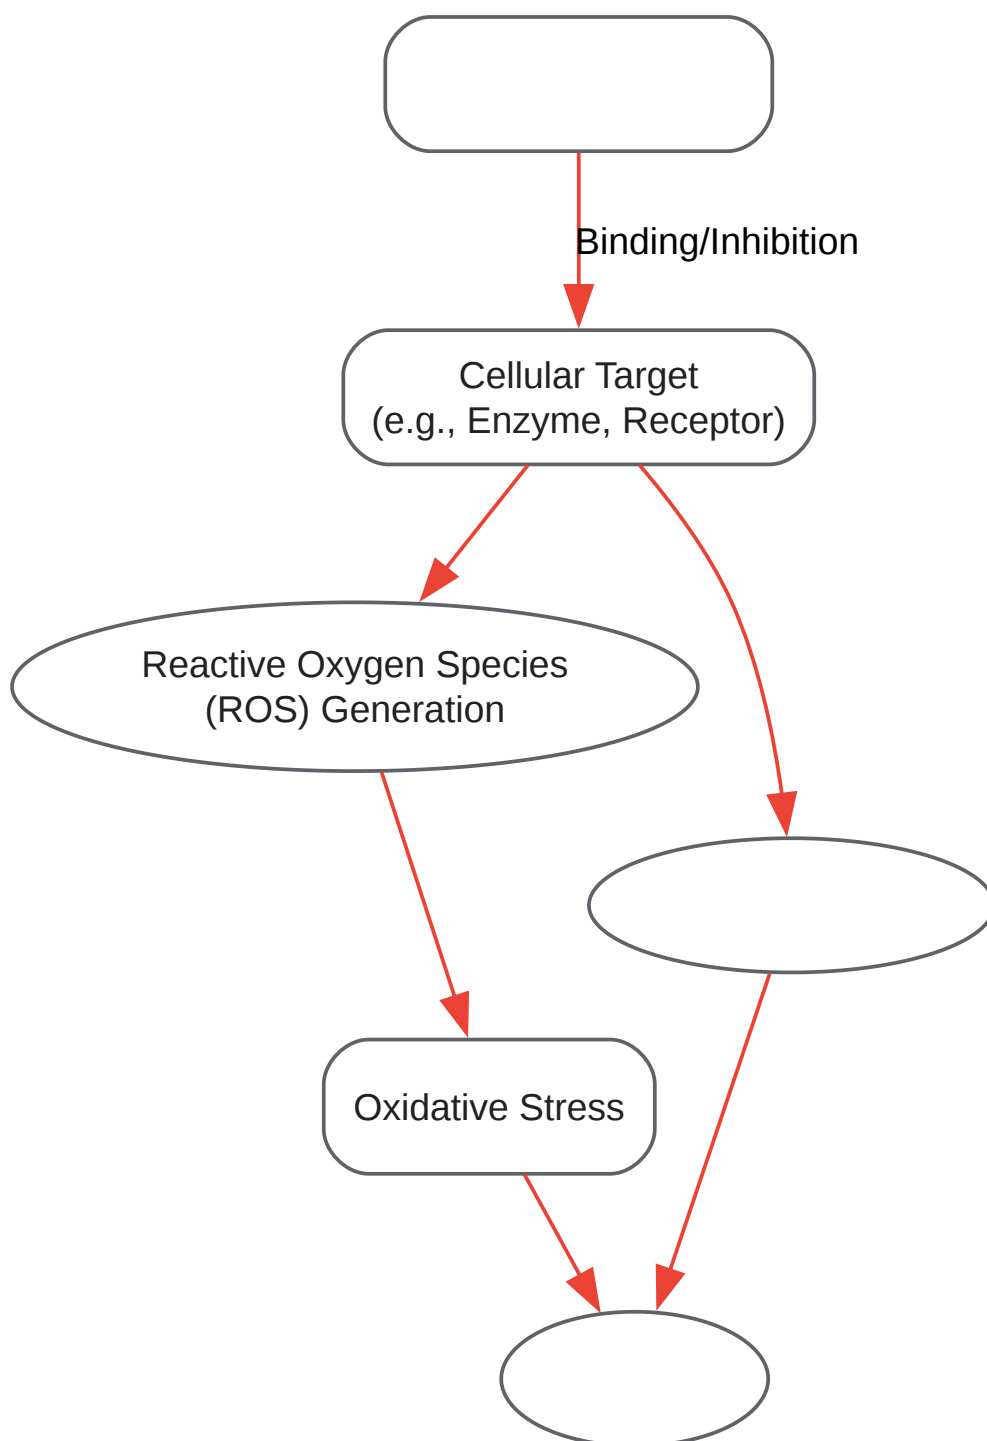 Binding/Inhibition
Cellular Target
(e.g., Enzyme, Receptor)
Reactive Oxygen Species
(ROS) Generation
Oxidative Stress